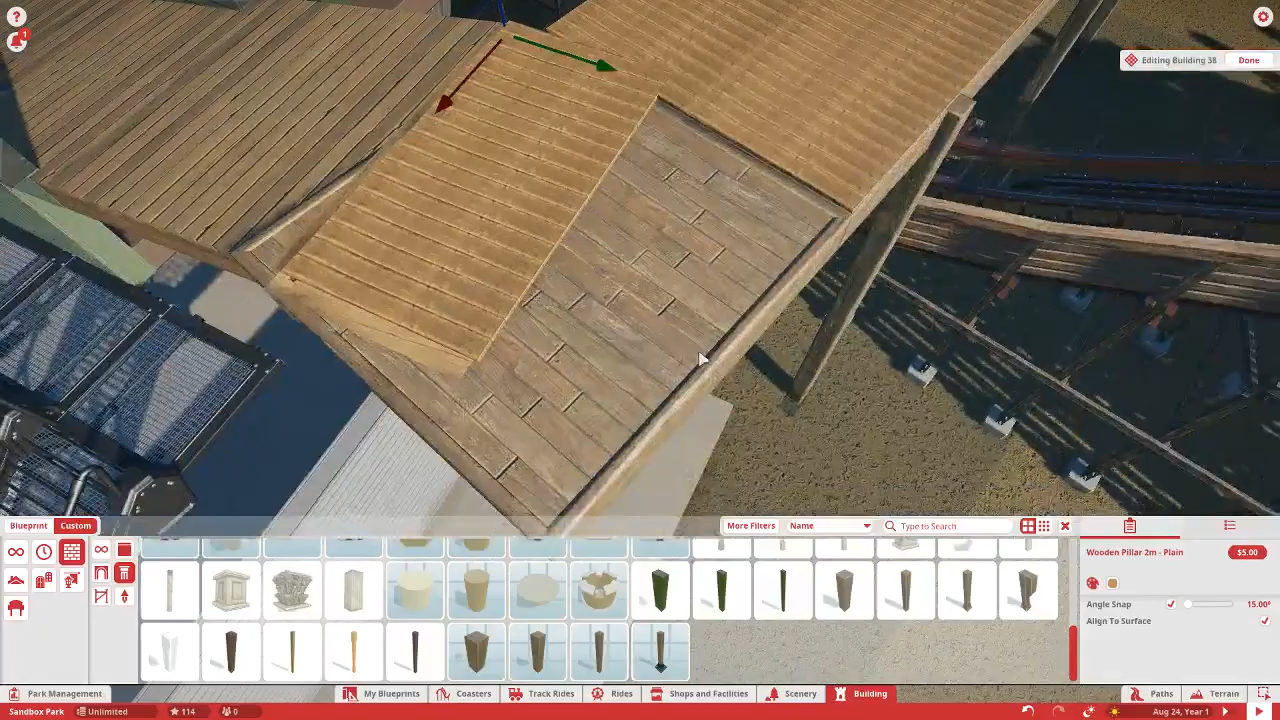 ?
1
Editing Building 38 Done
Blueprint Custom More Filters Name Type to Search
Wooden Pillar 2m - Plain $5.00
Angle Snap 15.00°
Align To Surface
Park Management My Blueprints Coasters Track Rides Rides Shops and Facilities Scenery Building Paths Terrain
Sandbox Park Unlimited 114 0 Aug 24, Year 1